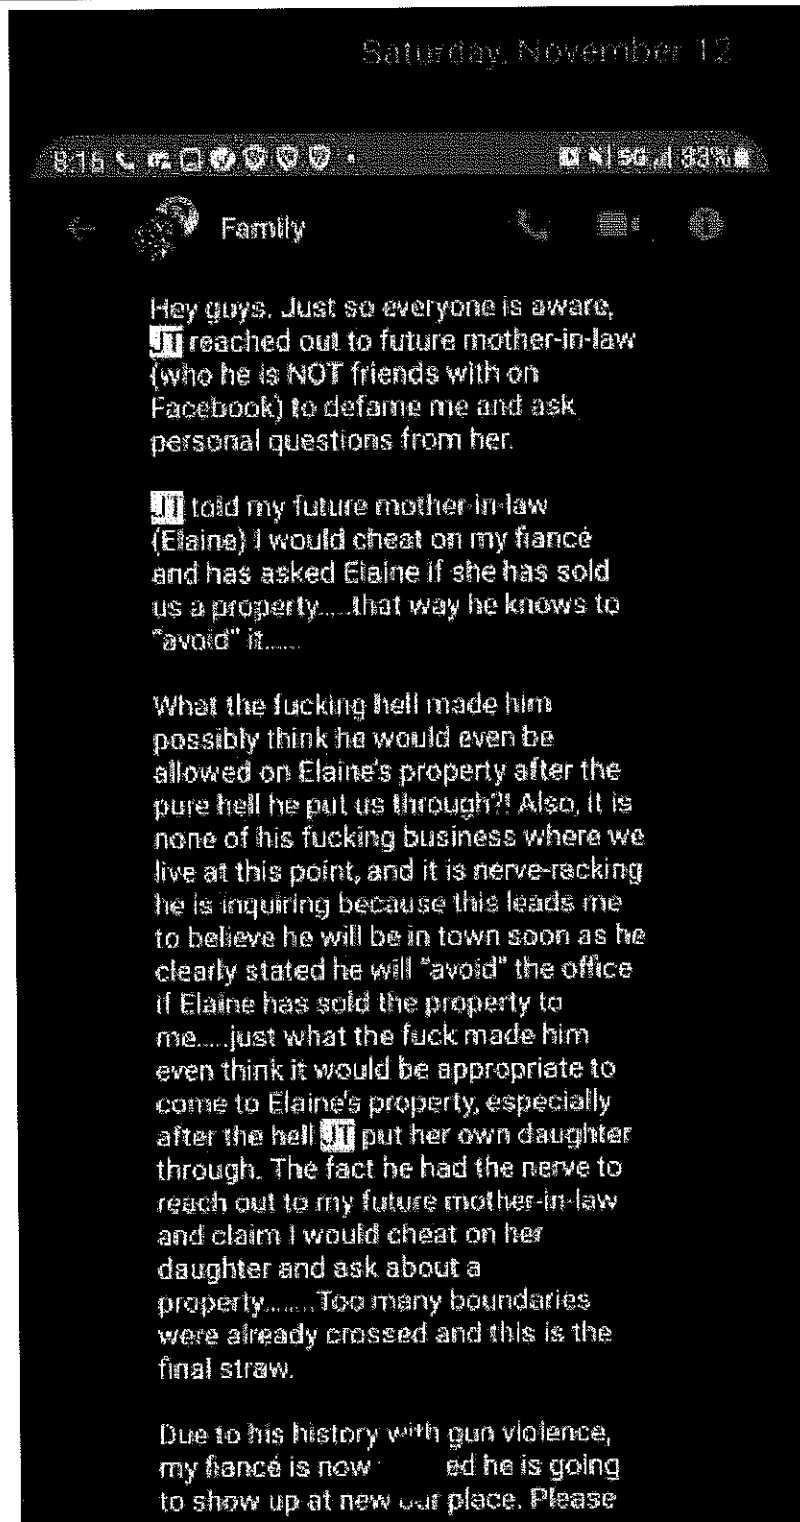 Saturday, November 12
8:16
5G 93%
Family
Hey guys. Just so everyone is aware,
JT reached out to future mother-in-law
(who he is NOT friends with on
Facebook) to defame me and ask
personal questions from her.
JT told my future mother-in-law
(Elaine) I would cheat on my fiancé
and has asked Elaine if she has sold
us a property.....that way he knows to
"avoid" it......
What the fucking hell made him
possibly think he would even be
allowed on Elaine's property after the
pure hell he put us through?! Also, it is
none of his fucking business where we
live at this point, and it is nerve-racking
he is inquiring because this leads me
to believe he will be in town soon as he
clearly stated he will "avoid" the office
if Elaine has sold the property to
me.....just what the fuck made him
even think it would be appropriate to
come to Elaine's property, especially
after the hell JT put her own daughter
through. The fact he had the nerve to
reach out to my future mother-in-law
and claim I would cheat on her
daughter and ask about a
property........Too many boundaries
were already crossed and this is the
final straw.
Due to his history with gun violence,
my fiancé is now ed he is going
to show up at new our place. Please